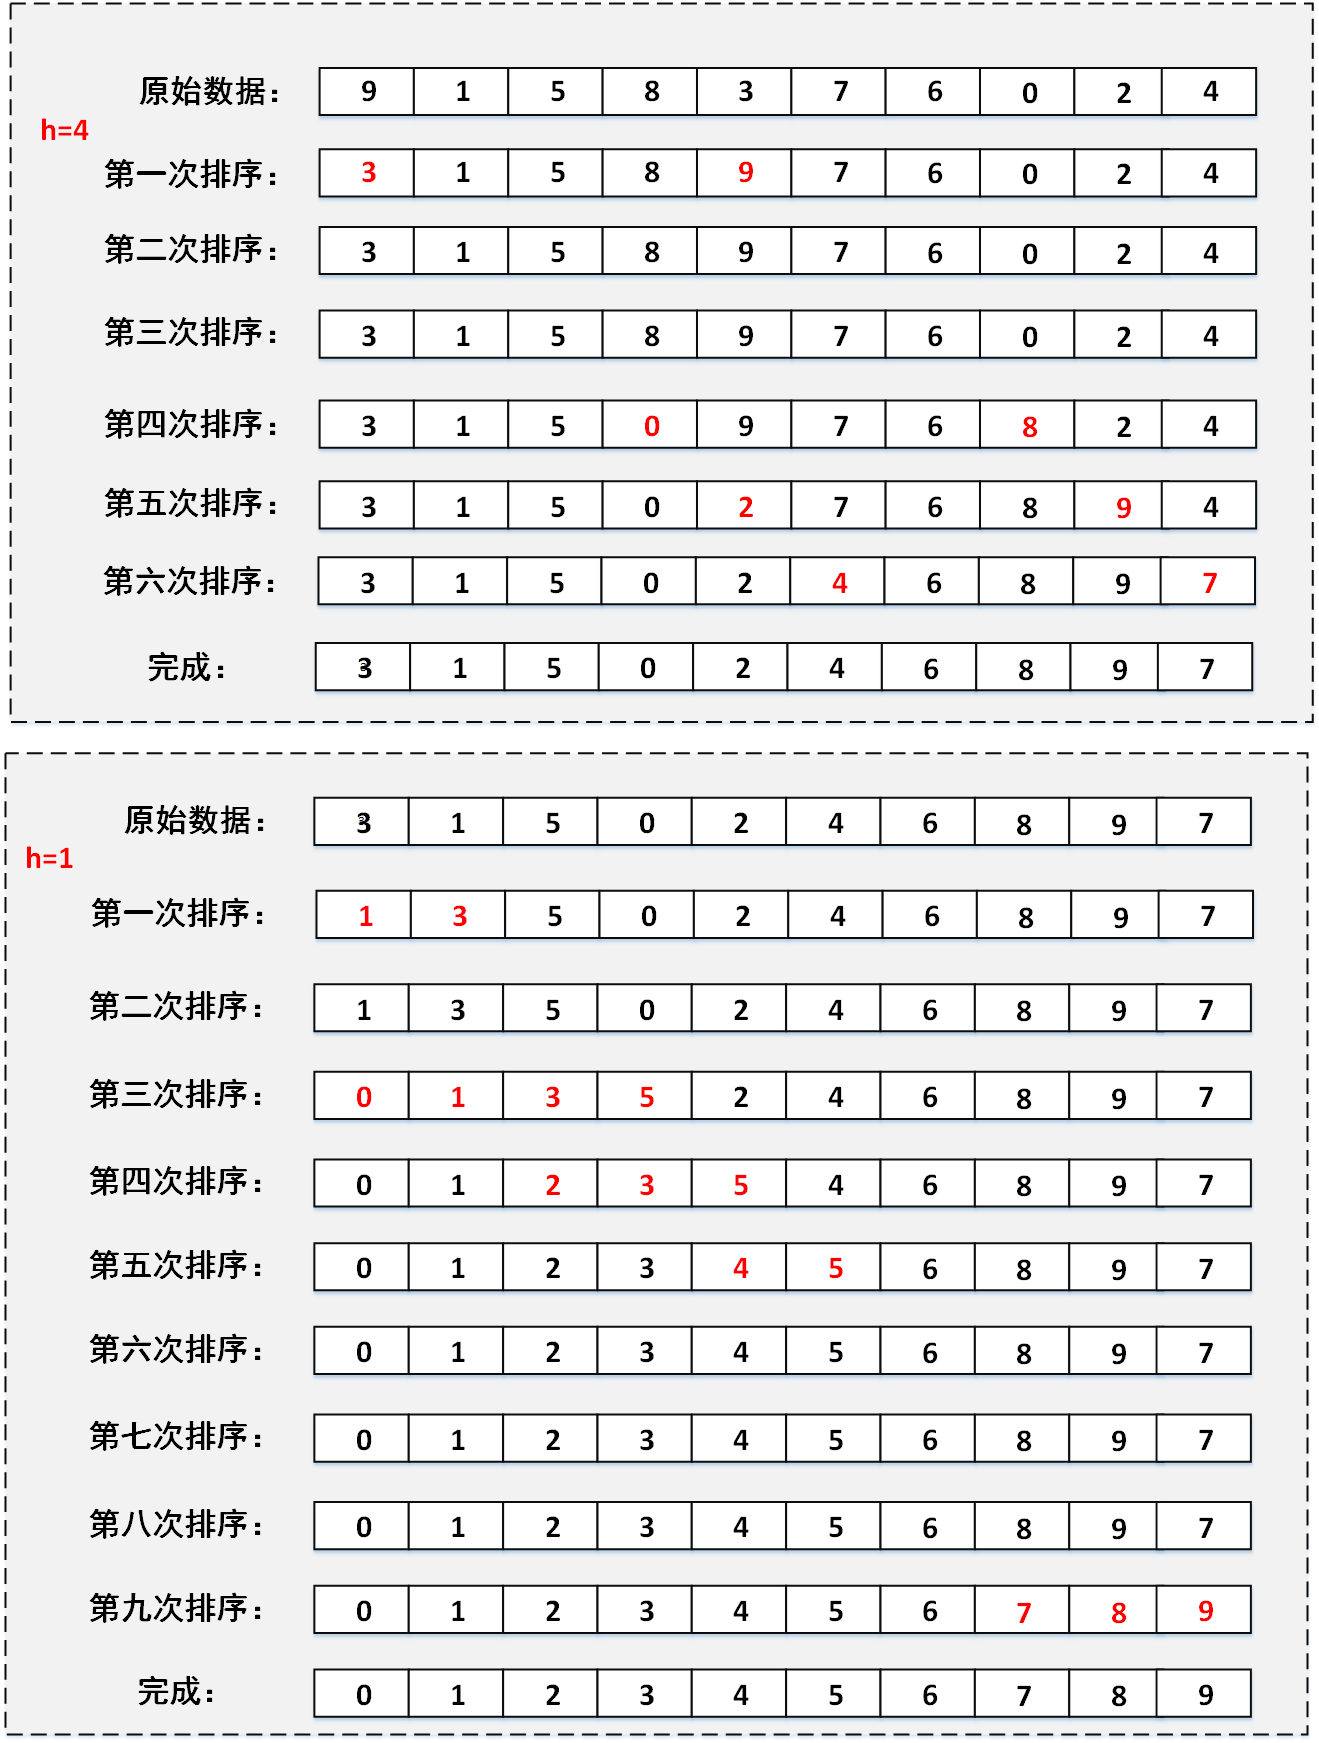 原始数据： 9 1 5 8 3 7 6 0 2 4
h=4
第一次排序： 3 1 5 8 9 7 6 0 2 4
第二次排序： 3 1 5 8 9 7 6 0 2 4
第三次排序： 3 1 5 8 9 7 6 0 2 4
第四次排序： 3 1 5 0 9 7 6 8 2 4
第五次排序： 3 1 5 0 2 7 6 8 9 4
第六次排序： 3 1 5 0 2 4 6 8 9 7
完成： 3 1 5 0 2 4 6 8 9 7
原始数据： 3 1 5 0 2 4 6 8 9 7
h=1
第一次排序： 1 3 5 0 2 4 6 8 9 7
第二次排序： 1 3 5 0 2 4 6 8 9 7
第三次排序： 0 1 3 5 2 4 6 8 9 7
第四次排序： 0 1 2 3 5 4 6 8 9 7
第五次排序： 0 1 2 3 4 5 6 8 9 7
第六次排序： 0 1 2 3 4 5 6 8 9 7
第七次排序： 0 1 2 3 4 5 6 8 9 7
第八次排序： 0 1 2 3 4 5 6 8 9 7
第九次排序： 0 1 2 3 4 5 6 7 8 9
完成： 0 1 2 3 4 5 6 7 8 9